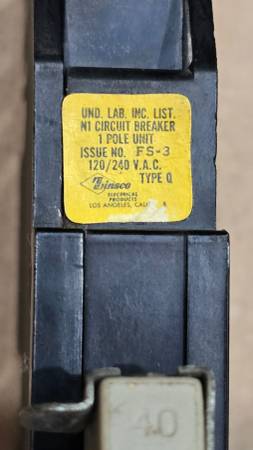 UND. LAB. INC. LIST.
N1 CIRCUIT BREAKER
1 POLE UNIT
ISSUE NO. FS-3
120/240 V.A.C.
TYPE Q
Zinsco
ELECTRICAL
PRODUCTS
LOS ANGELES,
40